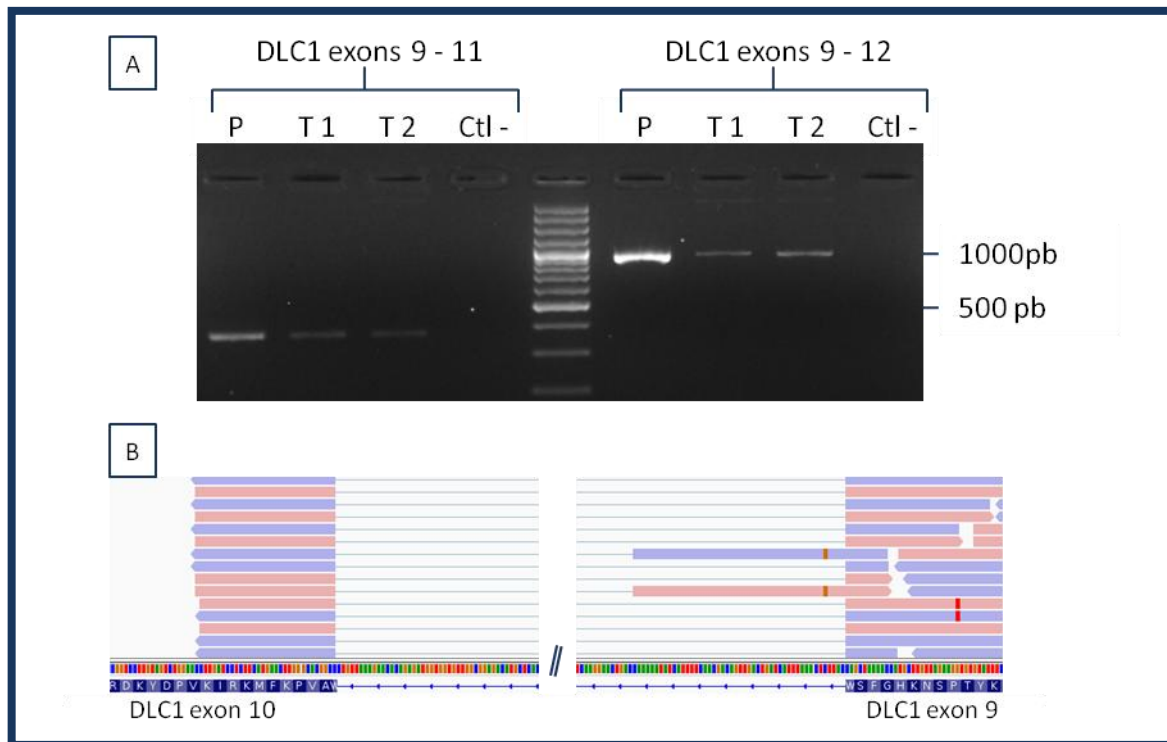 A
DLC1 exons 9 - 11
DLC1 exons 9 - 12
P T 1 T 2 Ctl - P T 1 T 2 Ctl -
1000pb
500 pb
B
//
R D K Y D P V K I R K M F K P V A W W S F G H K N S P T Y K
DLC1 exon 10 DLC1 exon 9